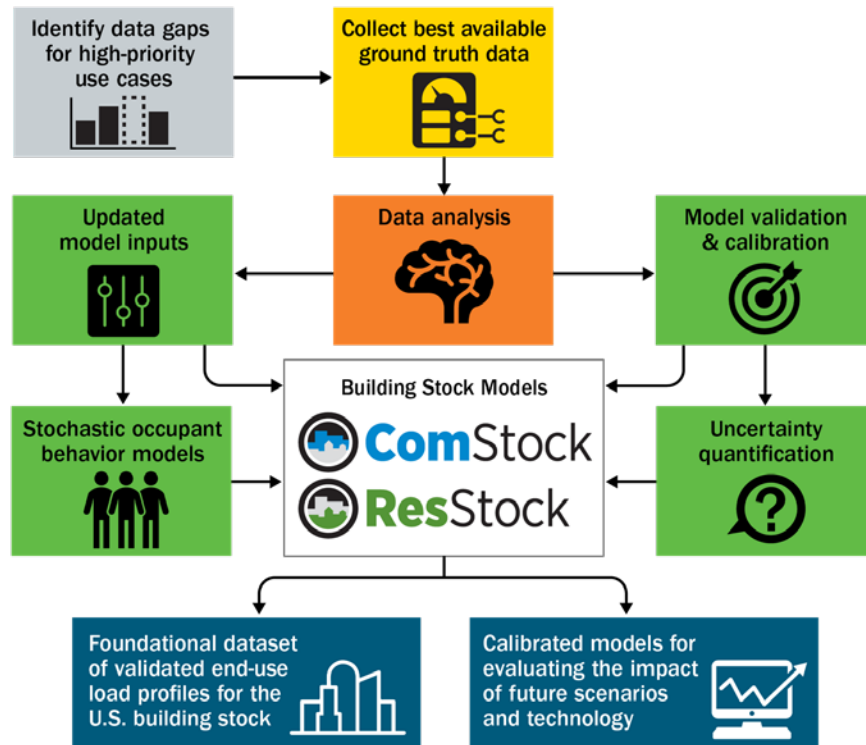 Identify data gaps
for high-priority
use cases
Collect best available
ground truth data
Updated
model inputs
Data analysis
Model validation
& calibration
Building Stock Models
ComStock
ResStock
Stochastic occupant
behavior models
Uncertainty
quantification
?
Foundational dataset
of validated end-use
load profiles for the
U.S. building stock
Calibrated models for
evaluating the impact
of future scenarios
and technology